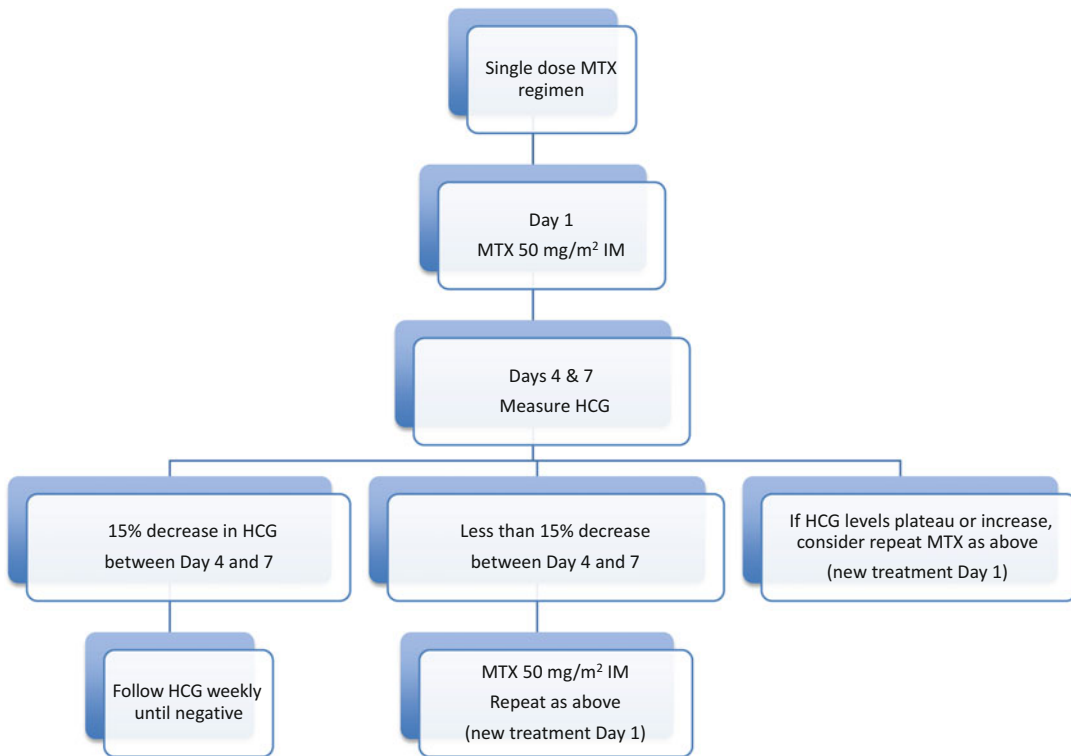 Single dose MTX
regimen
Day 1
MTX 50 mg/m² IM
Days 4 & 7
Measure HCG
15% decrease in HCG
between Day 4 and 7
Less than 15% decrease
between Day 4 and 7
If HCG levels plateau or increase,
consider repeat MTX as above
(new treatment Day 1)
Follow HCG weekly
until negative
MTX 50 mg/m² IM
Repeat as above
(new treatment Day 1)